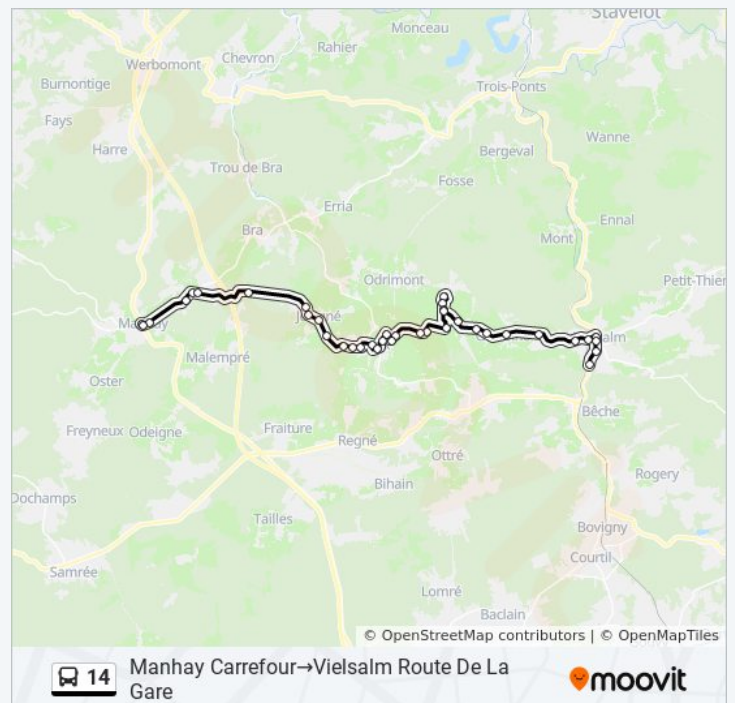 Stavelot
Monceau
Rahier
Chevron
Werbomont
Burnontige
Trois-Ponts
Fays
Wanne
Harre
Bergeval
Trou de Bra
Fosse
Erria
Ennal
Bra
Mont
Odrimont
Petit-Thier
Malempré
Oster
Bêche
Freyneux
Odeigne
Fraiture
Regné
Ottré
Rogery
Bihain
Dochamps
Tailles
Bovigny
Courtil
Samrée
Lomré
Baclain
© OpenStreetMap contributors | © OpenMapTiles
14
Manhay Carrefour→Vielsalm Route De La
Gare
moovit